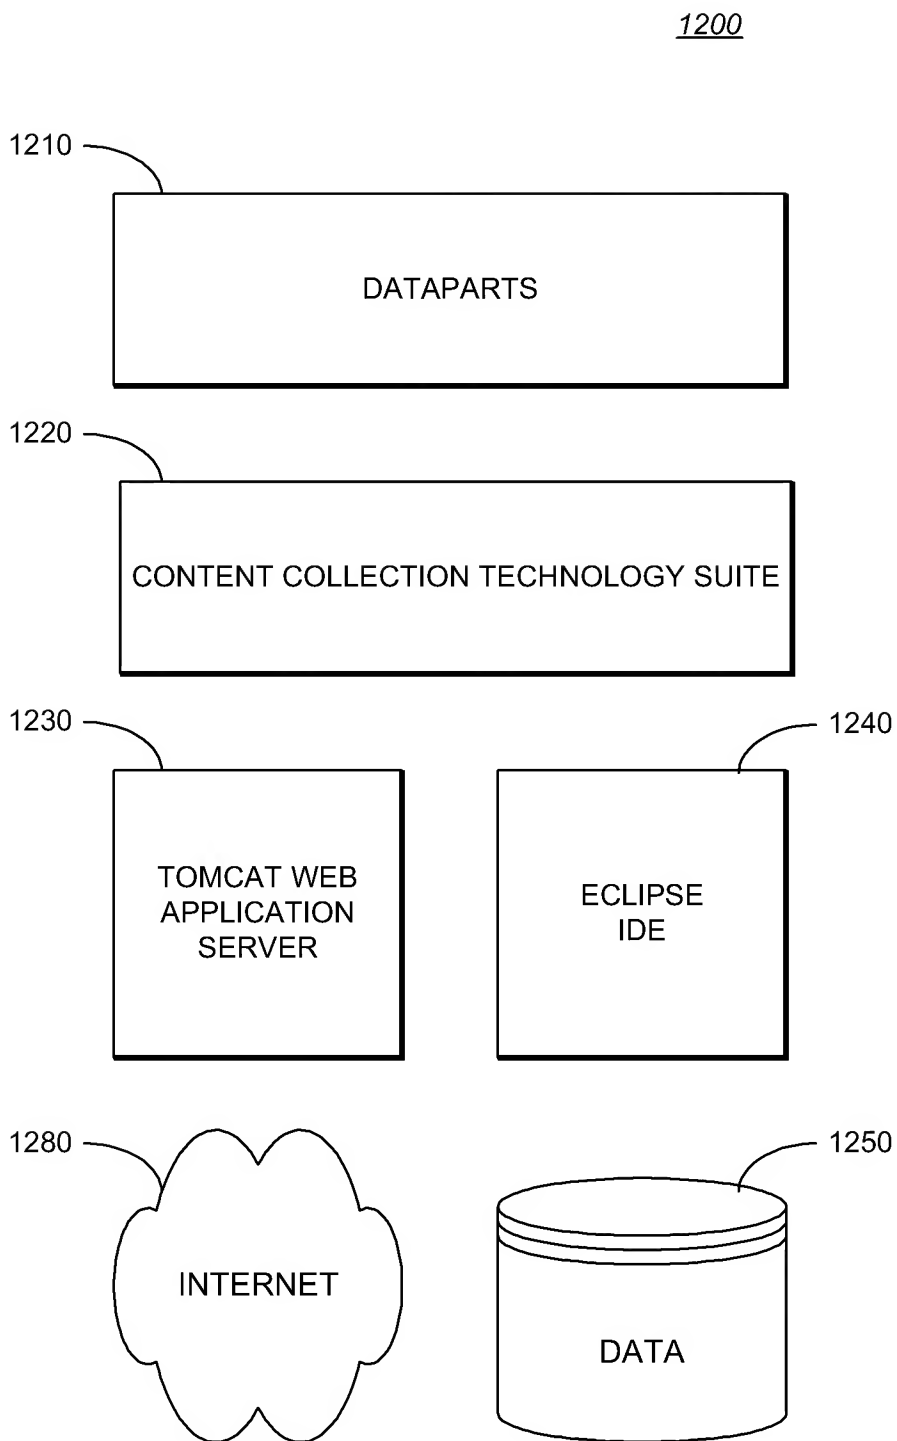 1200
1210
DATAPARTS
1220
CONTENT COLLECTION TECHNOLOGY SUITE
1230
1240
TOMCAT WEB
APPLICATION
SERVER
ECLIPSE
IDE
1280
1250
INTERNET
DATA